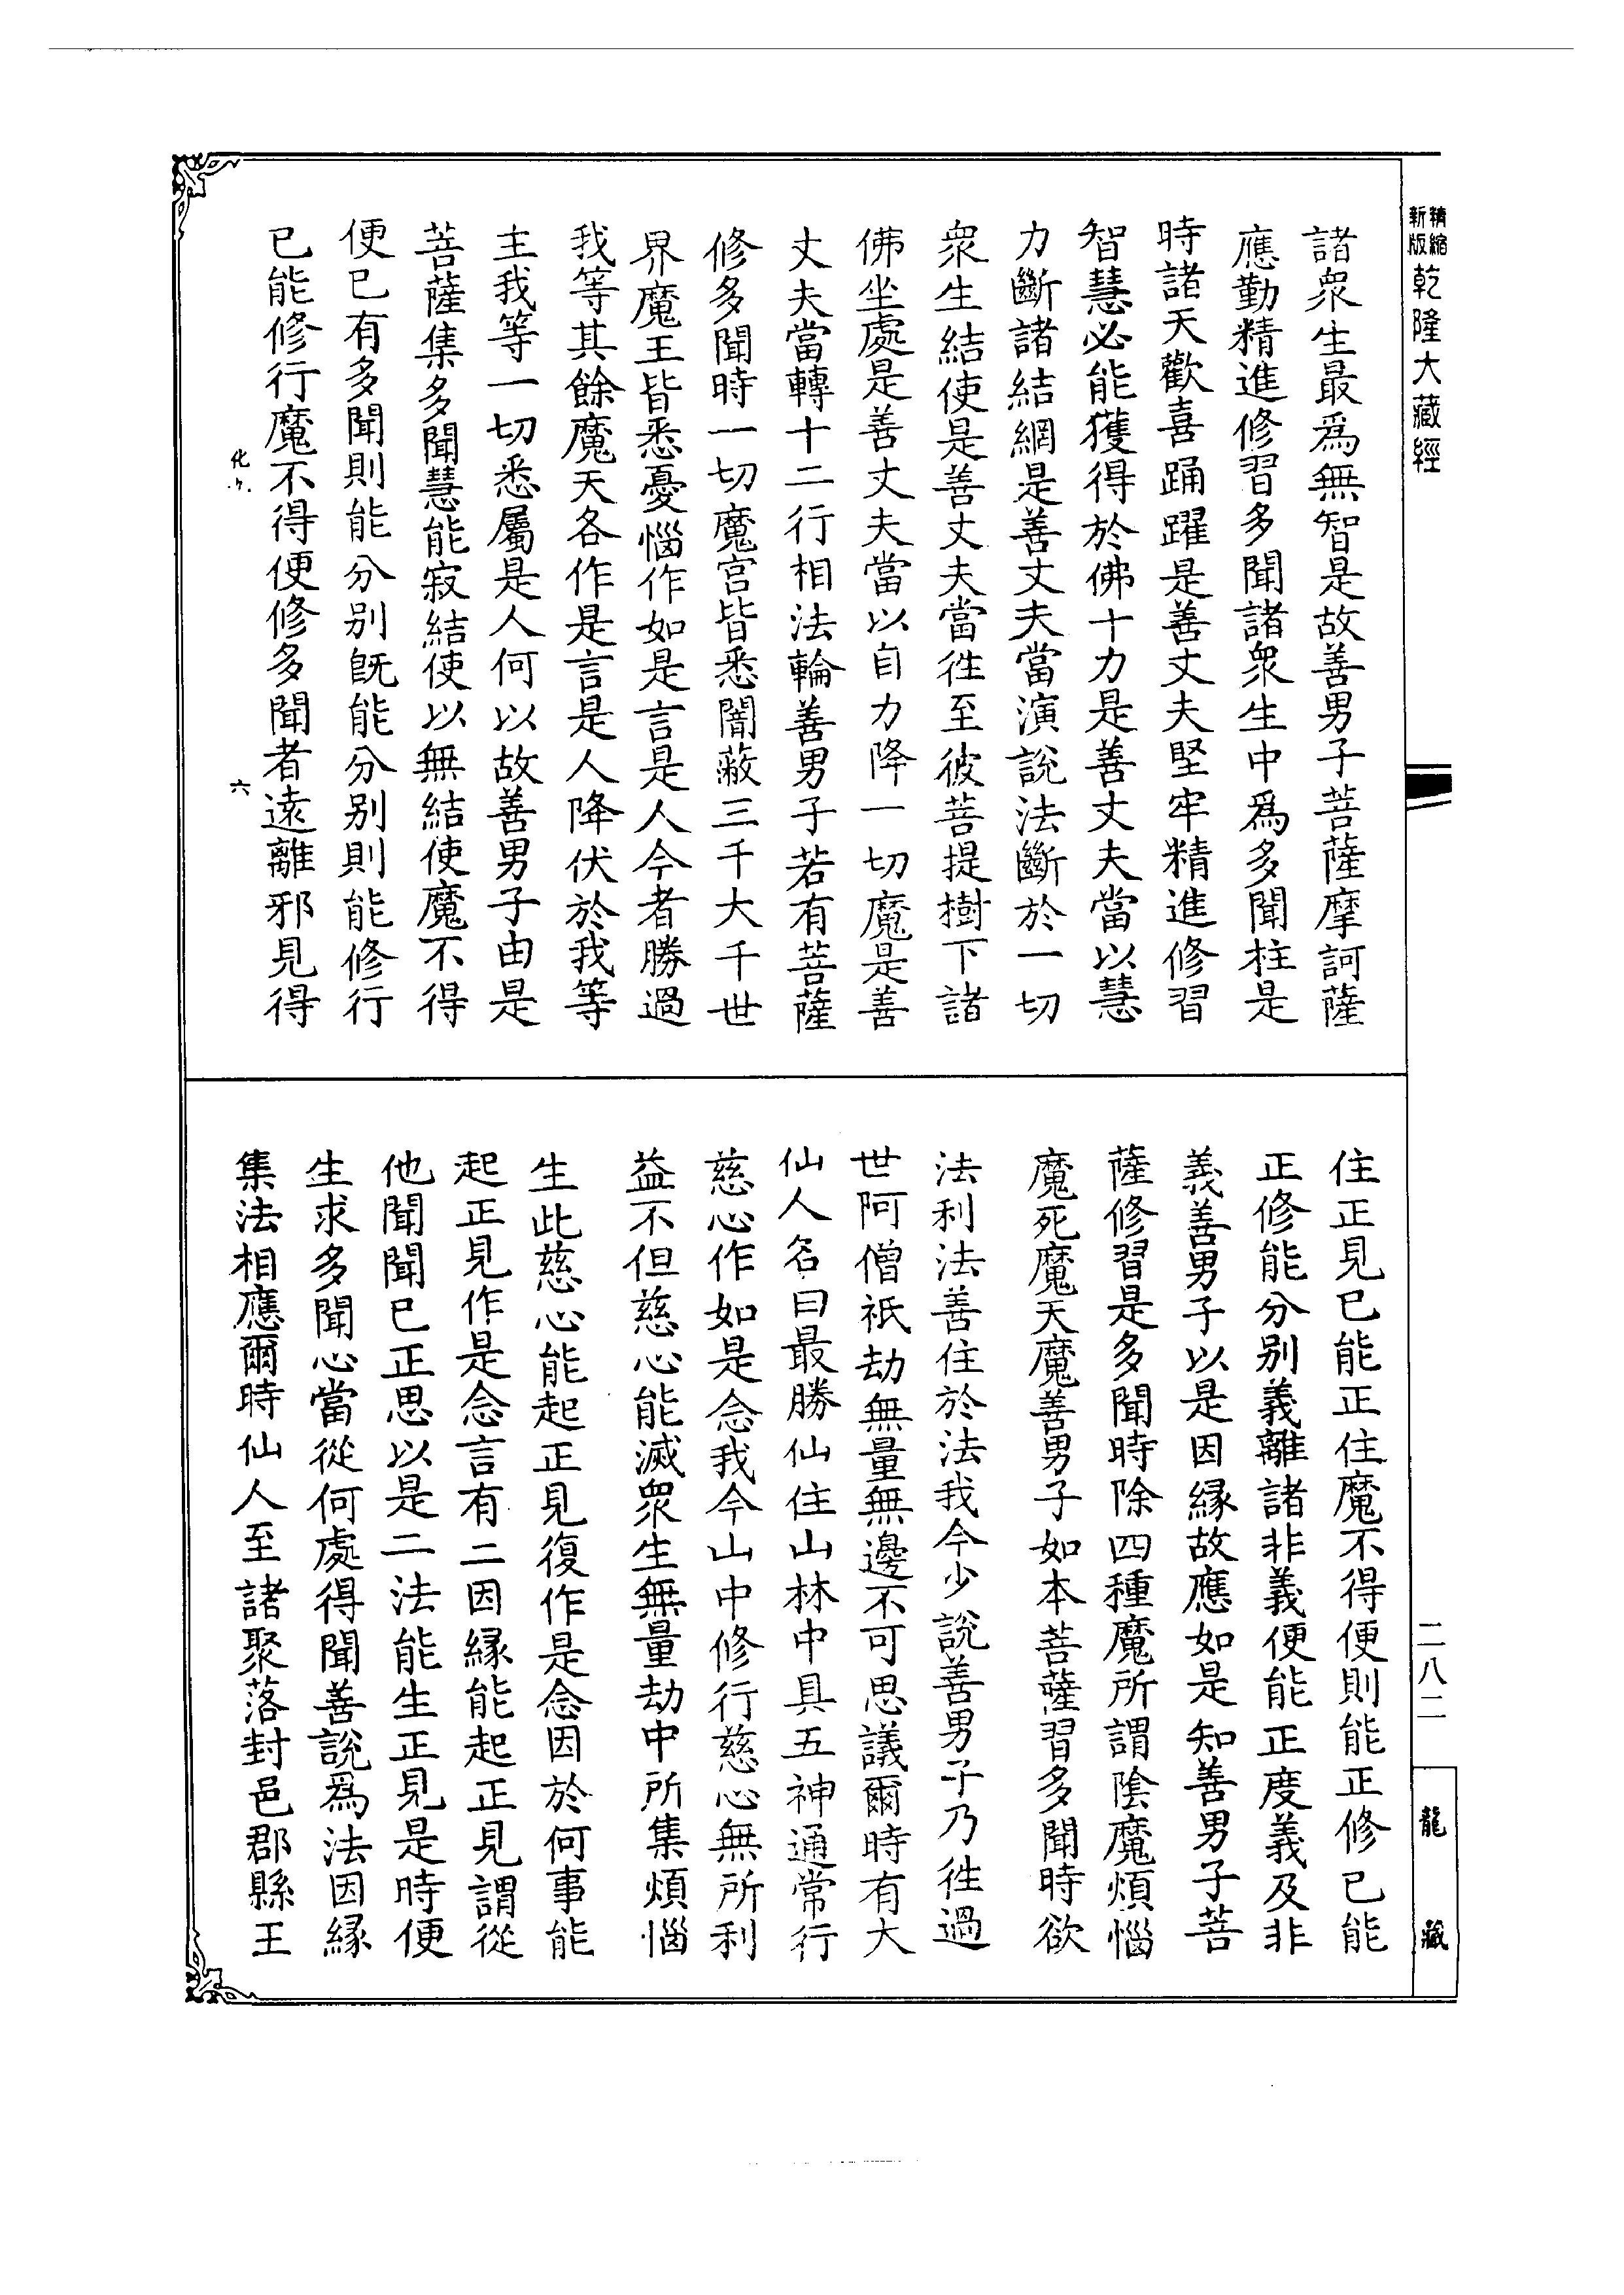 精縮
新版
乾隆大藏經
諸衆生最爲無智是故善男子菩薩摩訶薩
應勤精進修習多聞諸衆生中爲多聞柱是
時諸天歡喜踊躍是善丈夫堅牢精進修習
智慧必能獲得於佛十力是善丈夫當以慧
力斷諸結網是善丈夫當演說法斷於一切
衆生結使是善丈夫當徃至彼菩提樹下諸
佛坐處是善丈夫當以自力降一切魔是善
丈夫當轉十二行相法輪善男子若有菩薩
修多聞時一切魔宫皆悉闇蔽三千大千世
界魔王皆悉憂惱作如是言是人今者勝過
我等其餘魔天各作是言是人降伏於我等
主我等一切悉屬是人何以故善男子由是
菩薩集多聞慧能寂結使以無結使魔不得
便已有多聞則能分别旣能分别則能修行
已能修行魔不得便修多聞者遠離邪見得
六
住正見已能正住魔不得便則能正修已能
正修能分别義離諸非義便能正度義及非
義善男子以是因緣故應如是知善男子菩
薩修習是多聞時除四種魔所謂陰魔煩惱
魔死魔天魔善男子如本菩薩習多聞時欲
法利法善住於法我今少說善男子乃徃過
世阿僧祇劫無量無邊不可思議爾時有大
仙人名曰最勝仙住山林中具五神通常行
慈心作如是念我今山中修行慈心無所利
益不但慈心能滅衆生無量劫中所集煩惱
生此慈心能起正見復作是念因於何事能
起正見作是念言有二因緣能起正見謂從
他聞聞已正思以是二法能生正見是時便
生求多聞心當從何處得聞善說爲法因緣
集法相應爾時仙人至諸聚落封邑郡縣王
二八二
龍藏